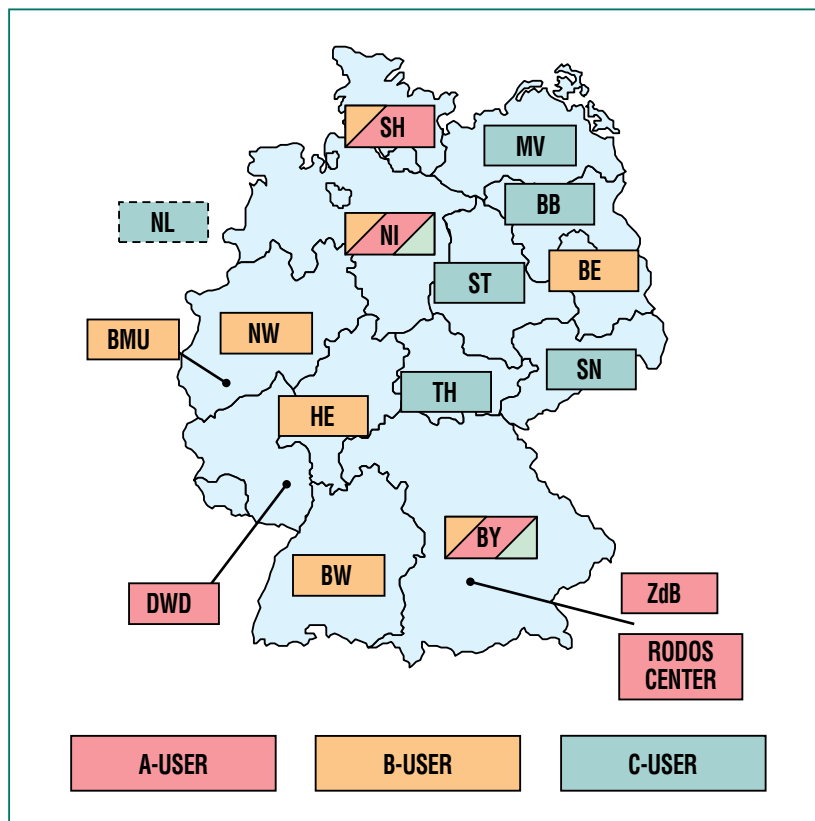 SH
MV
BB
NL
NI
BE
ST
BMU
NW
SN
TH
HE
BY
BW
DWD
ZdB
RODOS
CENTER
A-USER
B-USER
C-USER